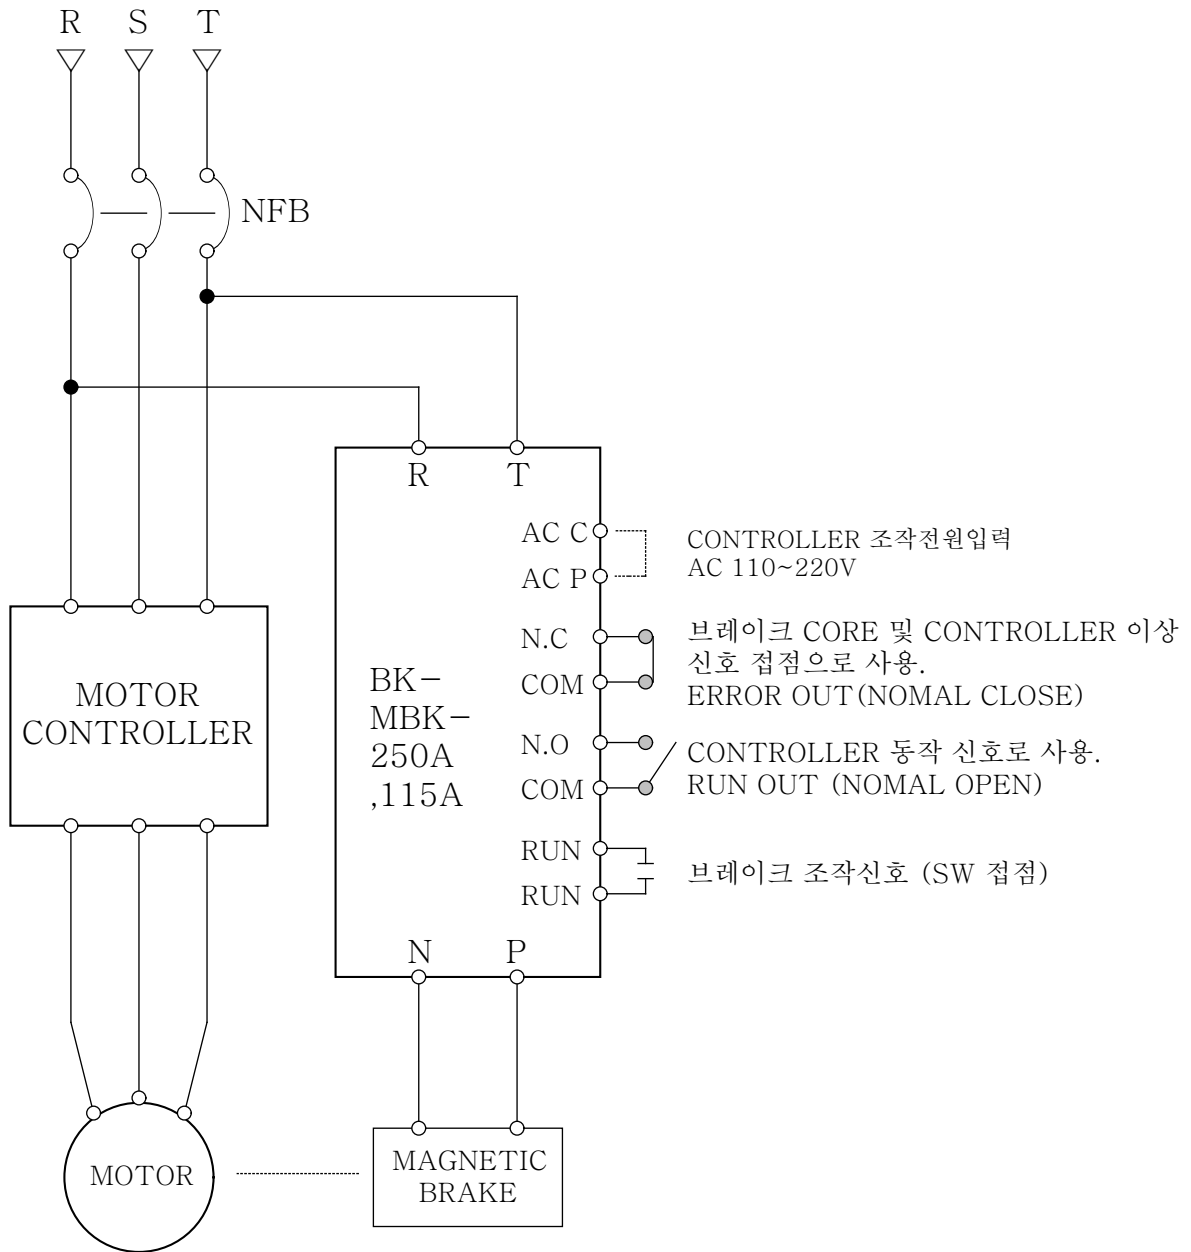 R S T
NFB
R T
AC C
AC P
CONTROLLER 조작전원입력
AC 110~220V
N.C
COM
브레이크 CORE 및 CONTROLLER 이상
신호 접점으로 사용.
ERROR OUT(NOMAL CLOSE)
MOTOR
CONTROLLER
BK-
MBK-
250A
,115A
N.O
COM
CONTROLLER 동작 신호로 사용.
RUN OUT (NOMAL OPEN)
RUN
RUN
브레이크 조작신호 (SW 접점)
N P
MOTOR
MAGNETIC
BRAKE